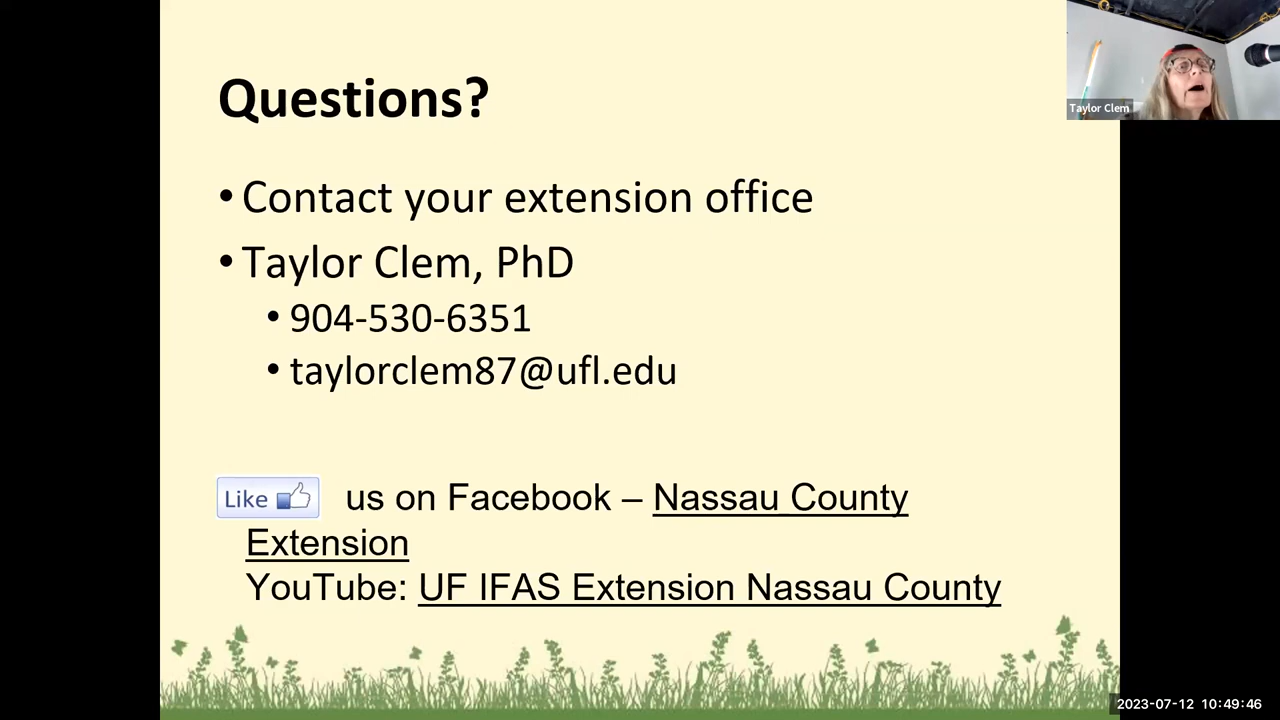 Questions?
• Contact your extension office
• Taylor Clem, PhD
• 904-530-6351
• taylorclem87@ufl.edu
Like us on Facebook – Nassau County
Extension
YouTube: UF IFAS Extension Nassau County
Taylor Clem
2023-07-12 10:49:46